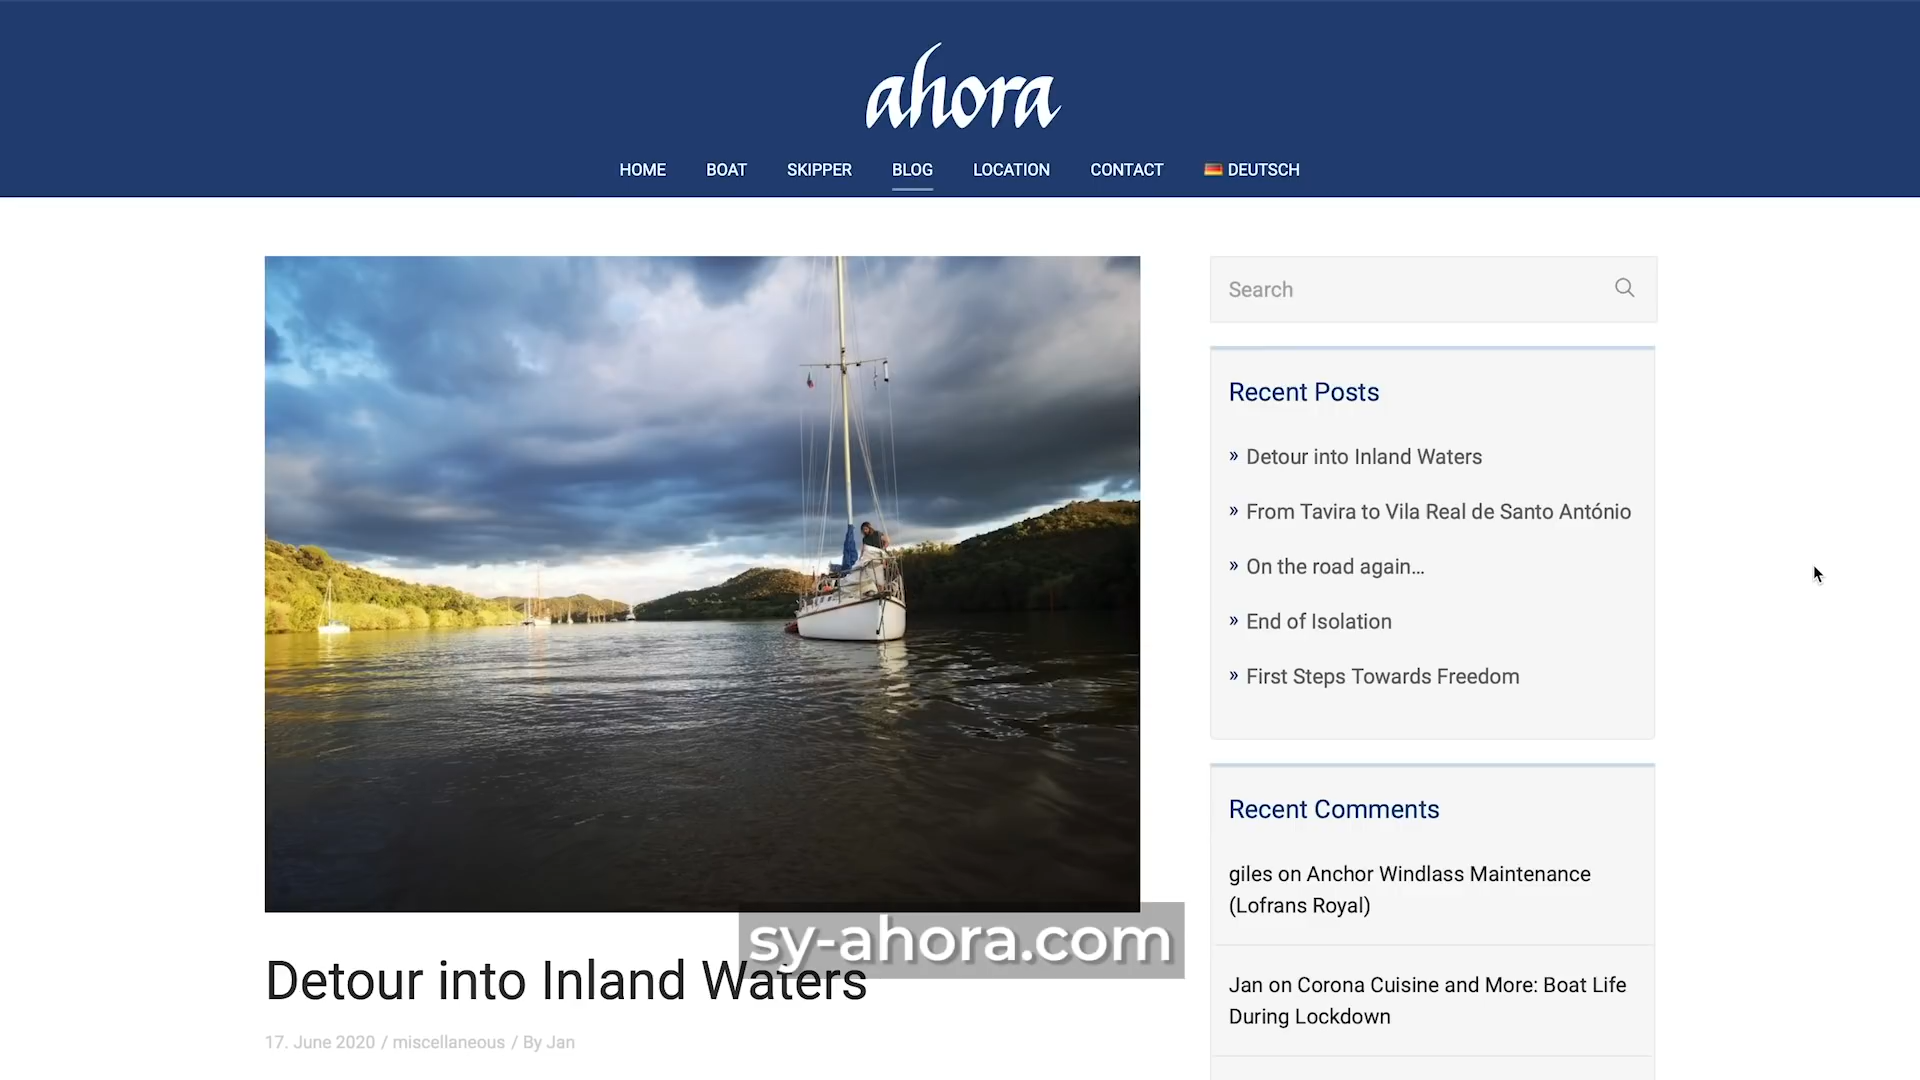 ahora
HOME BOAT SKIPPER BLOG LOCATION CONTACT DEUTSCH
Search
Recent Posts
» Detour into Inland Waters
» From Tavira to Vila Real de Santo António
» On the road again...
» End of Isolation
» First Steps Towards Freedom
Recent Comments
giles on Anchor Windlass Maintenance
(Lofrans Royal)
Jan on Corona Cuisine and More: Boat Life
During Lockdown
sy-ahora.com
Detour into Inland Waters
17. June 2020 / miscellaneous / By Jan